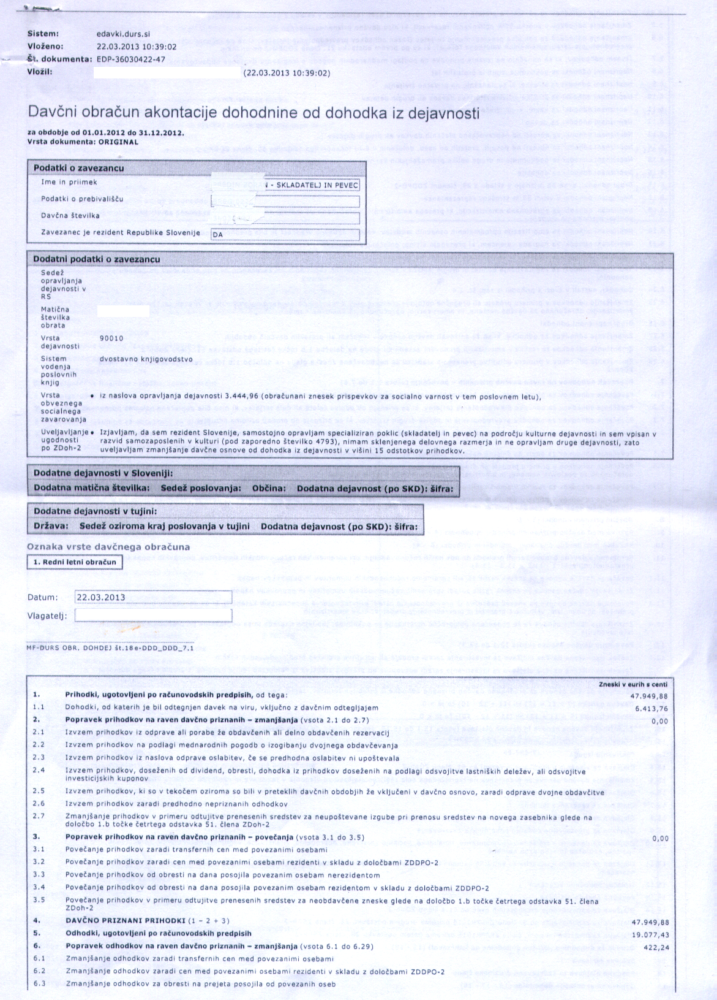 Sistem: edavki.durs.si
Vloženo: 22.03.2013 10:39:02
Št. dokumenta: EDP-36030422-47
Vložil: (22.03.2013 10:39:02)
Davčni obračun akontacije dohodnine od dohodka iz dejavnosti
za obdobje od 01.01.2012 do 31.12.2012.
Vrsta dokumenta: ORIGINAL
Podatki o zavezancu
Ime in priimek - SKLADATELJ IN PEVEC
Podatki o prebivališču
Davčna številka
Zavezanec je rezident Republike Slovenije DA
Dodatni podatki o zavezancu
Sedež
opravljanja
dejavnosti v
RS
Matična
številka
obrata
Vrsta 90010
dejavnosti
Sistem dvostavno knjigovodstvo
vodenja
poslovnih
knjig
Vrsta • iz naslova opravljanja dejavnosti 3.444,96 (obračunani znesek prispevkov za socialno varnost v tem poslovnem letu),
obveznega
socialnega
zavarovanja
Uveljavljanje • Izjavljam, da sem rezident Slovenije, samostojno opravljam specializiran poklic (skladatelj in pevec) na področju kulturne dejavnosti in sem vpisan v
ugodnosti razvid samozaposlenih v kulturi (pod zaporedno številko 4793), nimam sklenjenega delovnega razmerja in ne opravljam druge dejavnosti, zato
po ZDoh-2 uveljavljam zmanjšanje davčne osnove od dohodka iz dejavnosti v višini 15 odstotkov prihodkov.
Dodatne dejavnosti v Sloveniji:
Dodatna matična številka: Sedež poslovanja: Občina: Dodatna dejavnost (po SKD): šifra:
Dodatne dejavnosti v tujini:
Država: Sedež oziroma kraj poslovanja v tujini Dodatna dejavnost (po SKD): šifra:
Oznaka vrste davčnega obračuna
1. Redni letni obračun
Datum: 22.03.2013
Vlagatelj:
MF-DURS OBR. DOHDEJ št.18e-DDD_DDD_7.1
Zneski v eurih s centi
1. Prihodki, ugotovljeni po računovodskih predpisih, od tega: 47.949,88
1.1 Dohodki, od katerih je bil odtegnjen davek na viru, vključno z davčnim odtegljajem 6.413,76
2. Popravek prihodkov na raven davčno priznanih – zmanjšanja (vsota 2.1 do 2.7) 0,00
2.1 Izvzem prihodkov iz odprave ali porabe že obdavčenih ali delno obdavčenih rezervacij
2.2 Izvzem prihodkov na podlagi mednarodnih pogodb o izogibanju dvojnega obdavčevanja
2.3 Izvzem prihodkov iz naslova odprave oslabitev, če se predhodna oslabitev ni upoštevala
2.4 Izvzem prihodkov, doseženih od dividend, obresti, dohodka iz prihodkov doseženih na podlagi odsvojitve lastniških deležev, ali odsvojitve
investicijskih kuponov
2.5 Izvzem prihodkov, ki so v tekočem oziroma so bili v preteklih davčnih obdobjih že vključeni v davčno osnovo, zaradi odprave dvojne obdavčitve
2.6 Izvzem prihodkov zaradi predhodno nepriznanih odhodkov
2.7 Zmanjšanje prihodkov v primeru odtujitve prenesenih sredstev za neupoštevane izgube pri prenosu sredstev na novega zasebnika glede na
določbo 1.b točke četrtega odstavka 51. člena ZDoh-2
3. Popravek prihodkov na raven davčno priznanih – povečanja (vsota 3.1 do 3.5) 0,00
3.1 Povečanje prihodkov zaradi transfernih cen med povezanimi osebami
3.2 Povečanje prihodkov zaradi cen med povezanimi osebami rezidenti v skladu z določbami ZDDPO-2
3.3 Povečanje prihodkov od obresti na dana posojila povezanim osebam nerezidentom
3.4 Povečanje prihodkov od obresti na dana posojila povezanim osebam rezidentom v skladu z določbami ZDDPO-2
3.5 Povečanje prihodkov v primeru odtujitve prenesenih sredstev za neobdavčene zneske glede na določbo 1.b točke četrtega odstavka 51. člena
ZDoh-2
4. DAVČNO PRIZNANI PRIHODKI (1 – 2 + 3) 47.949,88
5. Odhodki, ugotovljeni po računovodskih predpisih 19.077,43
6. Popravek odhodkov na raven davčno priznanih – zmanjšanja (vsota 6.1 do 6.29) 422,24
6.1 Zmanjšanje odhodkov zaradi transfernih cen med povezanimi osebami
6.2 Zmanjšanje odhodkov zaradi cen med povezanimi osebami rezidenti v skladu z določbami ZDDPO-2
6.3 Zmanjšanje odhodkov za obresti na prejeta posojila od povezanih oseb